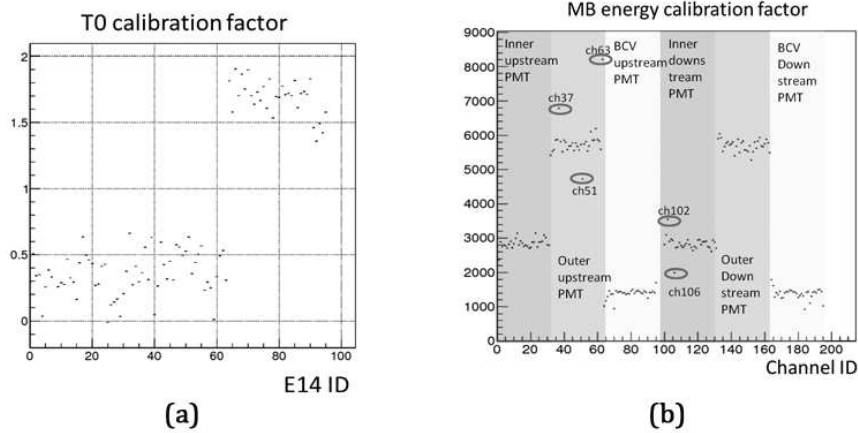 T0 calibration factor
2
1.5
1
0.5
0
0 20 40 60 80 100
E14 ID
(a)
MB energy calibration factor
9000
8000
7000
6000
5000
4000
3000
2000
1000
Inner
upstream
PMT
ch63
BCV
upstream
PMT
Inner
downs
tream
PMT
BCV
Down
stream
PMT
ch37
ch51
ch102
ch106
Outer
upstream
PMT
Outer
Down
stream
PMT
0 20 40 60 80 100 120 140 160 180 200
Channel ID
(b)